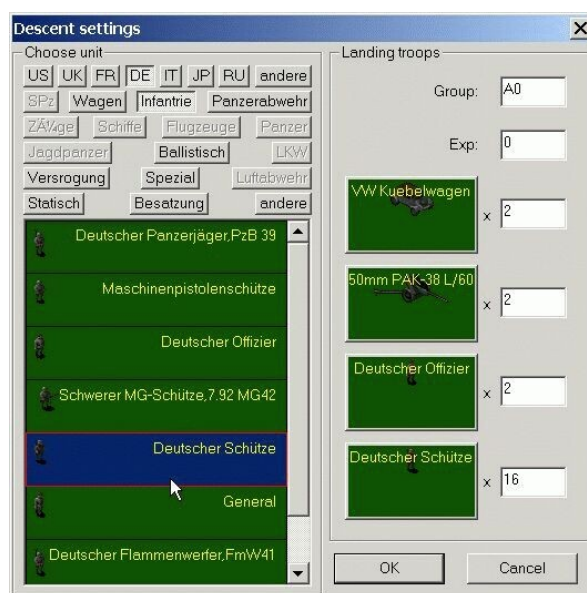 Descent settings
Choose unit
US UK FR DE IT JP RU andere
SPz Wagen Infantrie Panzerabwehr
ZÃ¼ge Schiffe Flugzeuge Panzer
Jagdpanzer Ballistisch LKW
Versrogung Spezial Luftabwehr
Statisch Besatzung andere
Deutscher Panzerjäger,PzB 39
Maschinenpistolenschütze
Deutscher Offizier
Schwerer MG-Schütze,7.92 MG42
Deutscher Schütze
General
Deutscher Flammenwerfer,FmW41
Landing troops
Group: A0
Exp: 0
VW Kuebelwagen x 2
50mm PAK-38 L/60 x 2
Deutscher Offizier x 2
Deutscher Schütze x 16
OK Cancel